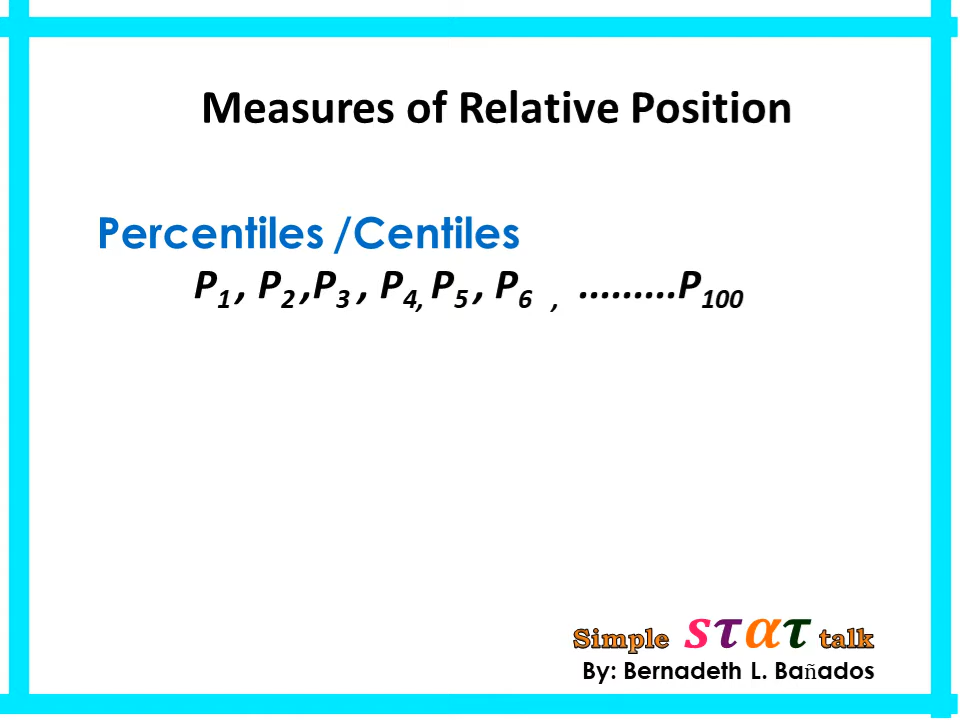 Measures of Relative Position
Percentiles /Centiles
P₁ , P₂ ,P₃ , P₄, P₅ , P₆ , ..........P₁₀₀
Simple sτατ talk
By: Bernadeth L. Bañados